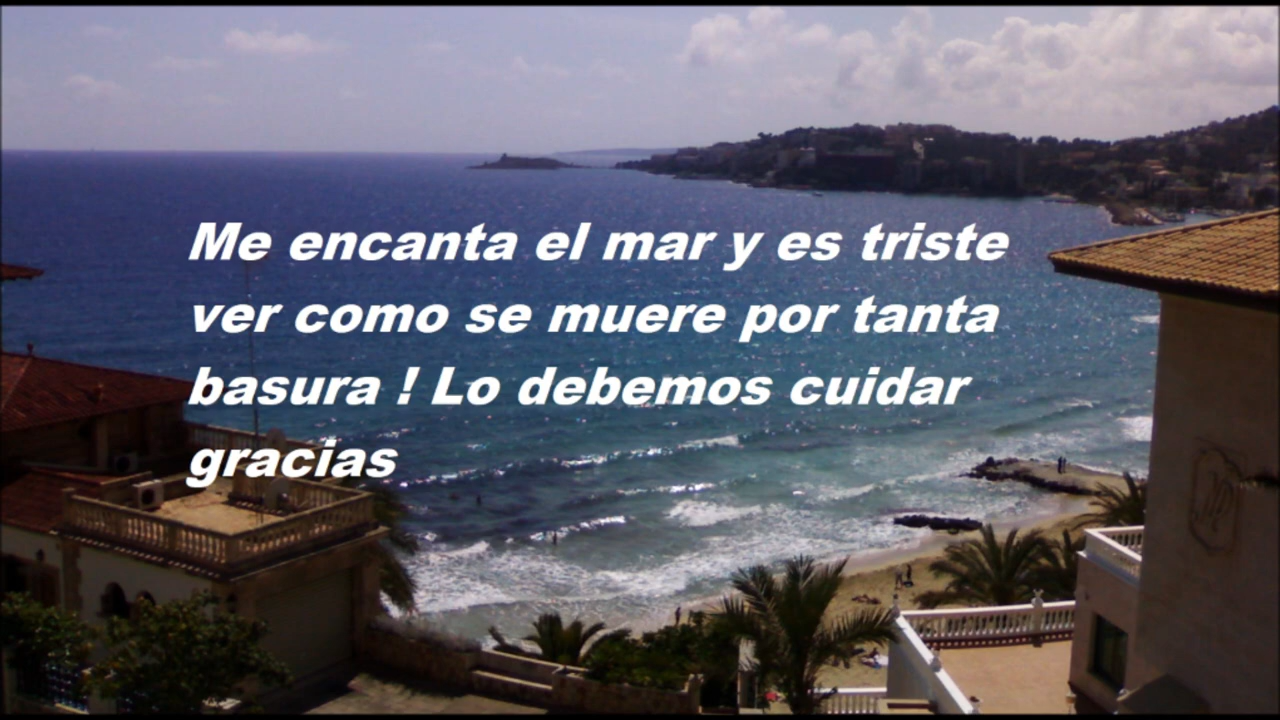 Me encanta el mar y es triste
ver como se muere por tanta
basura ! Lo debemos cuidar
gracias